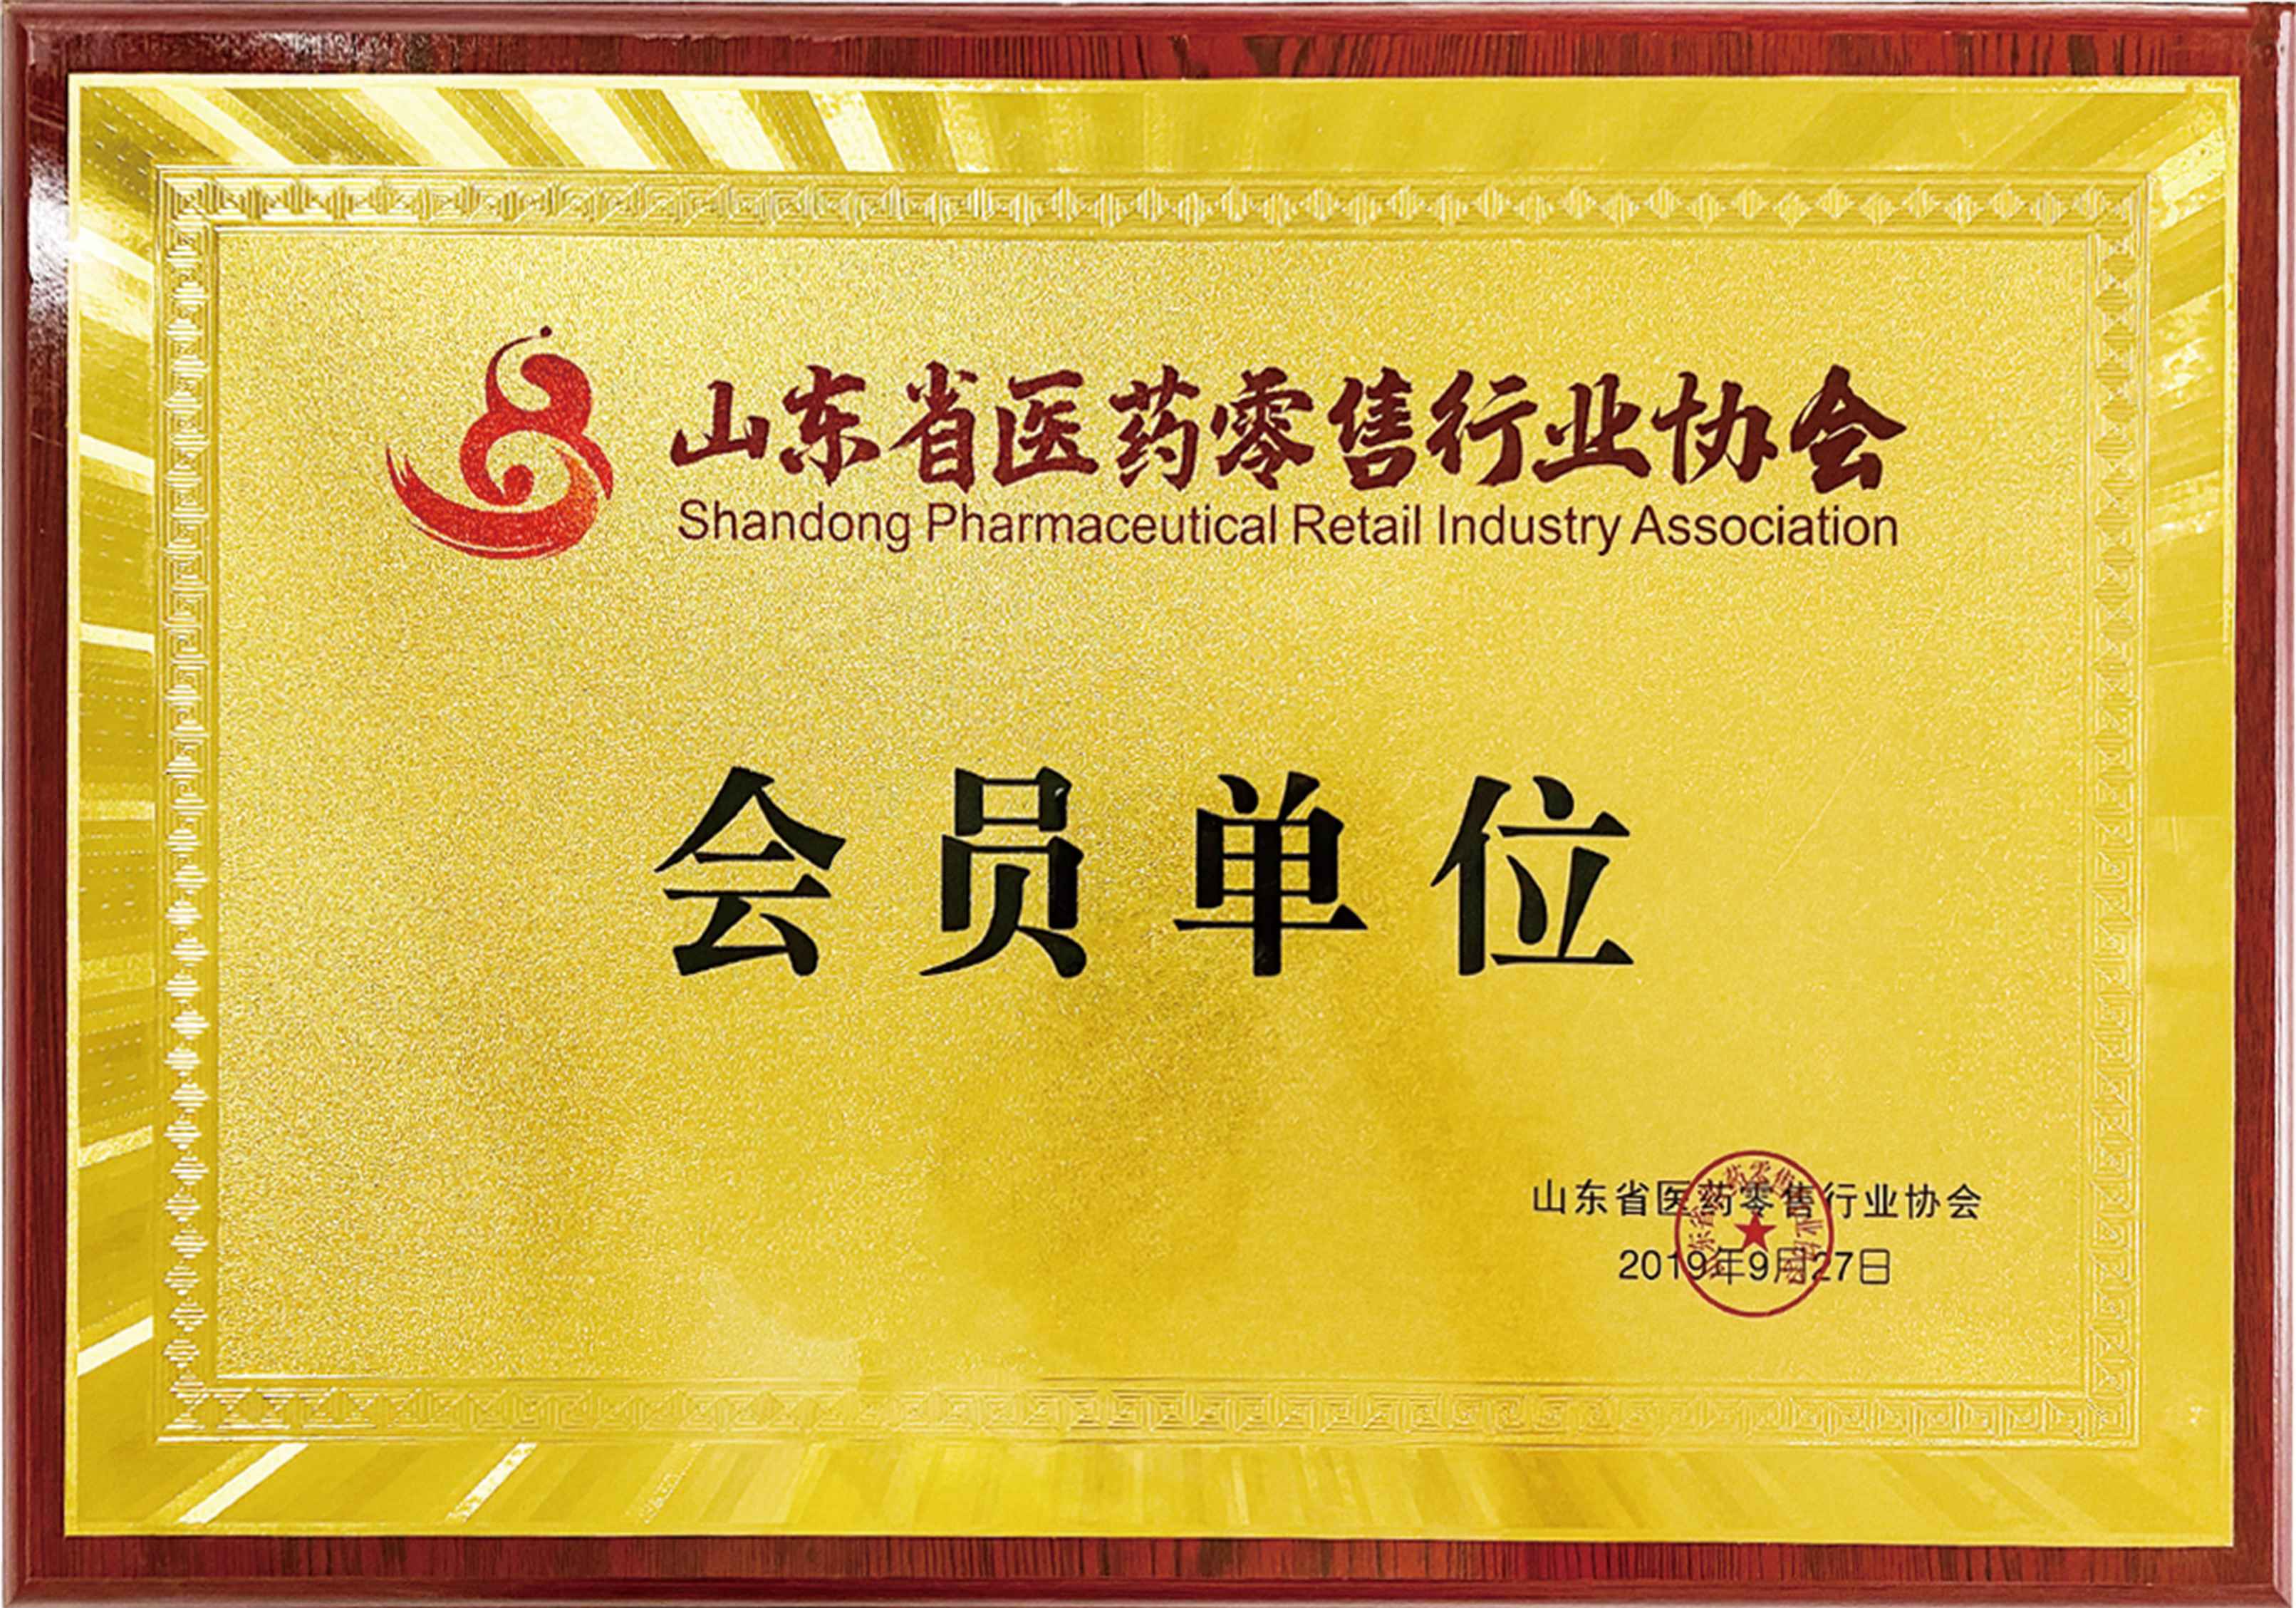 山东省医药零售行业协会
Shandong Pharmaceutical Retail Industry Association
会员单位
山东省医药零售行业协会
2019年9月27日